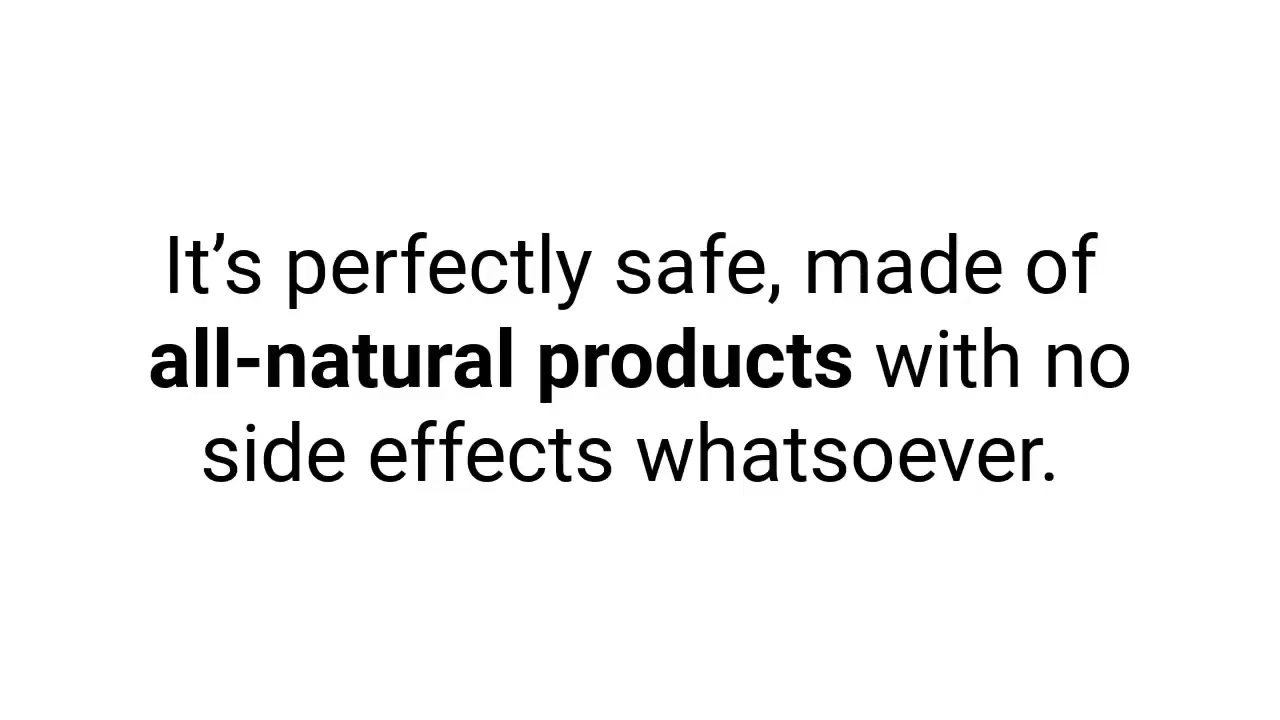 It’s perfectly safe, made of
all-natural products with no
side effects whatsoever.